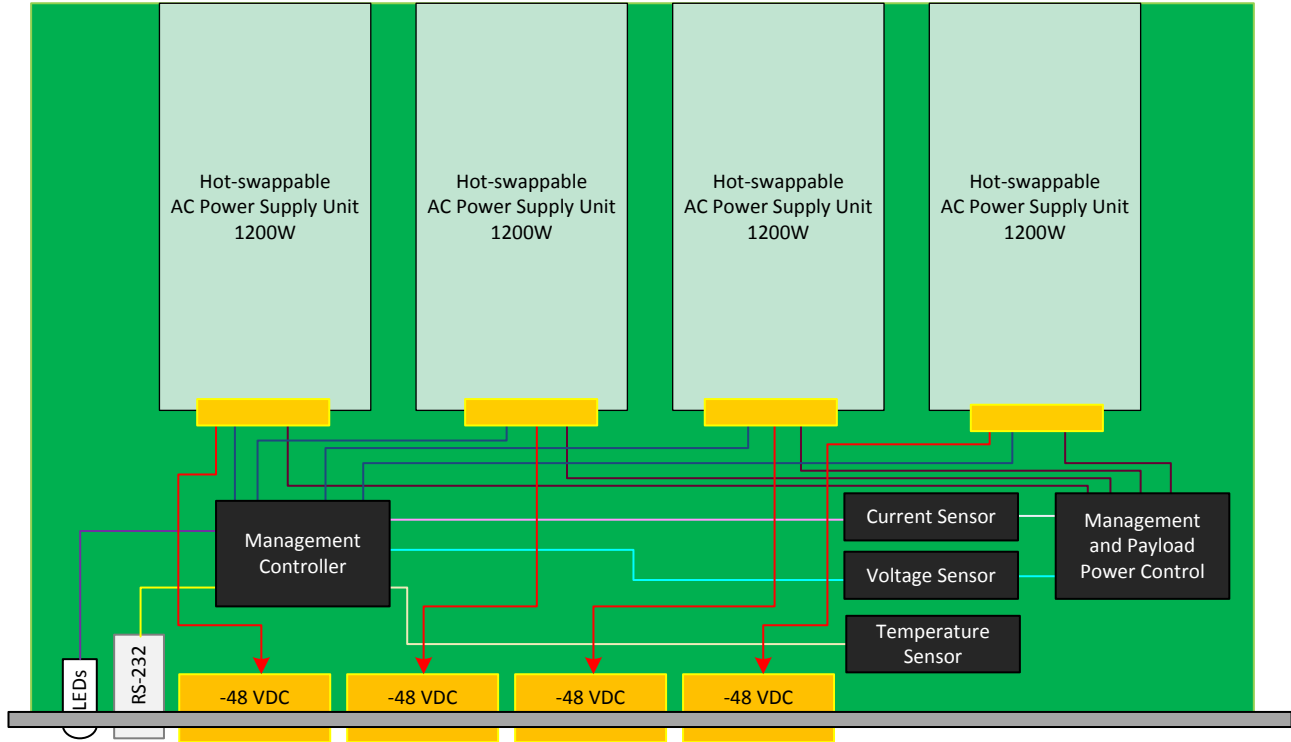 Hot-swappable
AC Power Supply Unit
1200W
Hot-swappable
AC Power Supply Unit
1200W
Hot-swappable
AC Power Supply Unit
1200W
Hot-swappable
AC Power Supply Unit
1200W
Management
Controller
Current Sensor
Voltage Sensor
Temperature
Sensor
Management
and Payload
Power Control
LEDs
RS-232
-48 VDC
-48 VDC
-48 VDC
-48 VDC